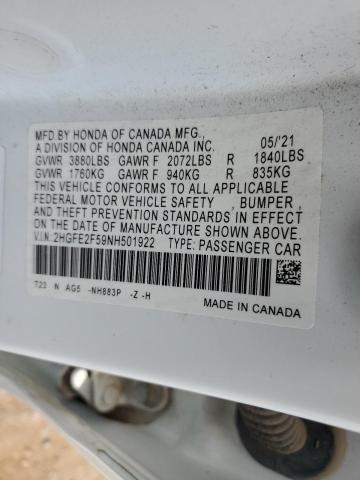 MFD.BY HONDA OF CANADA MFG.,
A DIVISION OF HONDA CANADA INC. 05/'21
GVWR 3880LBS GAWR F 2072LBS R 1840LBS
GVWR 1760KG GAWR F 940KG R 835KG
THIS VEHICLE CONFORMS TO ALL APPLICABLE
FEDERAL MOTOR VEHICLE SAFETY , BUMPER ,
AND THEFT PREVENTION STANDARDS IN EFFECT
ON THE DATE OF MANUFACTURE SHOWN ABOVE.
V.I.N:2HGFE2F59NH501922 TYPE: PASSENGER CAR
T23 N AG5 -NH883P -Z -H
MADE IN CANADA